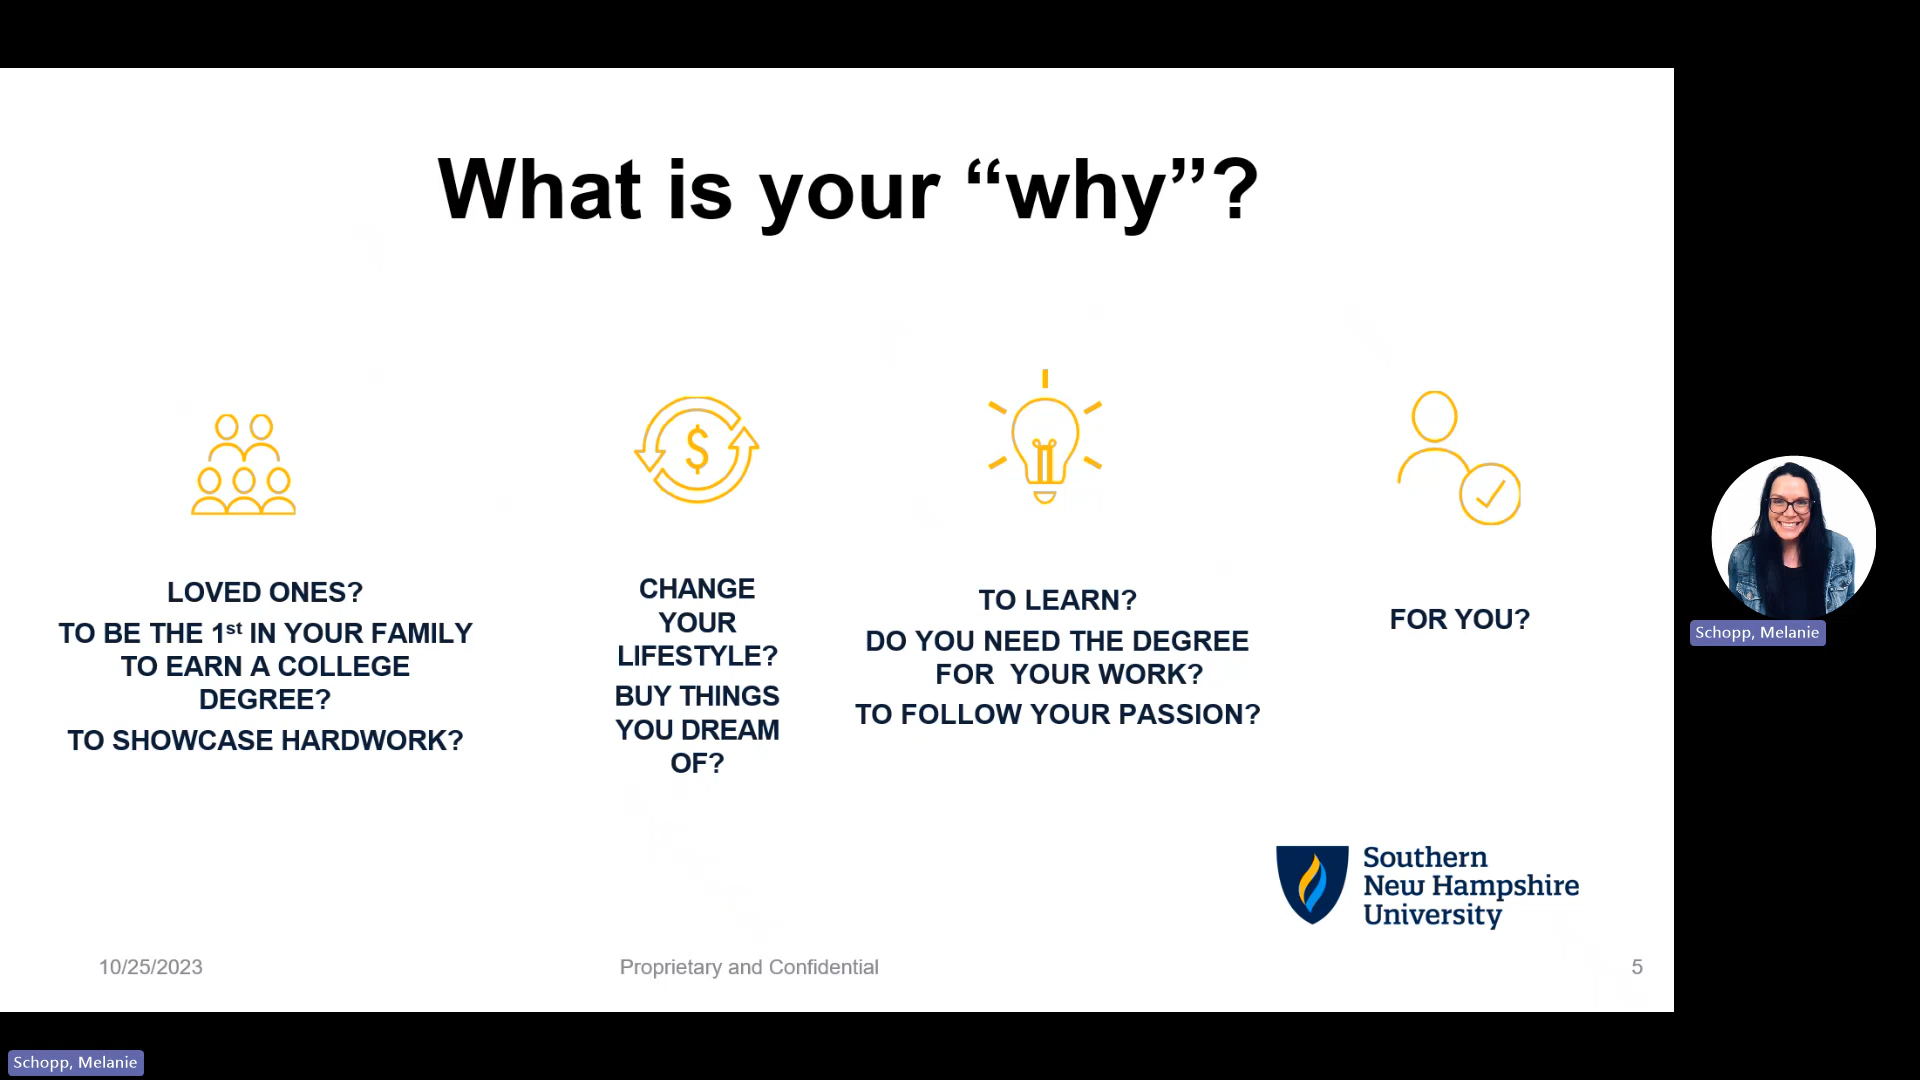 What is your “why”?
$
LOVED ONES?
TO BE THE 1st IN YOUR FAMILY
TO EARN A COLLEGE
DEGREE?
TO SHOWCASE HARDWORK?
CHANGE
YOUR
LIFESTYLE?
BUY THINGS
YOU DREAM
OF?
TO LEARN?
DO YOU NEED THE DEGREE
FOR  YOUR WORK?
TO FOLLOW YOUR PASSION?
FOR YOU?
Schopp, Melanie
Southern
New Hampshire
University
10/25/2023
Proprietary and Confidential
5
Schopp, Melanie